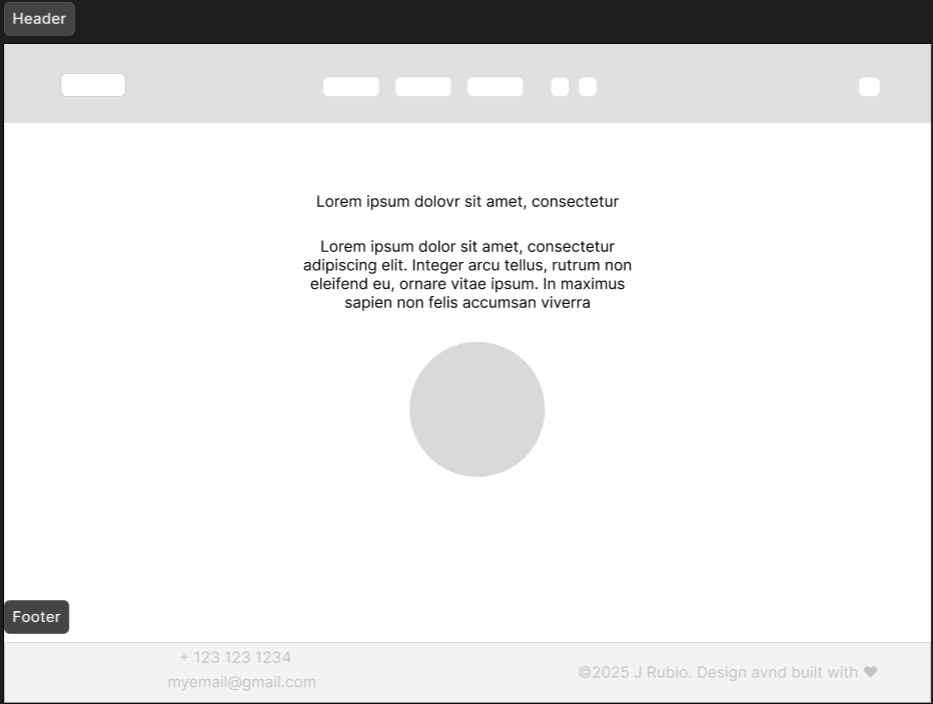 Header
Lorem ipsum dolovr sit amet, consectetur
Lorem ipsum dolor sit amet, consectetur
adipiscing elit. Integer arcu tellus, rutrum non
eleifend eu, ornare vitae ipsum. In maximus
sapien non felis accumsan viverra
Footer
+ 123 123 1234
myemail@gmail.com
©2025 J Rubio. Design avnd built with ❤